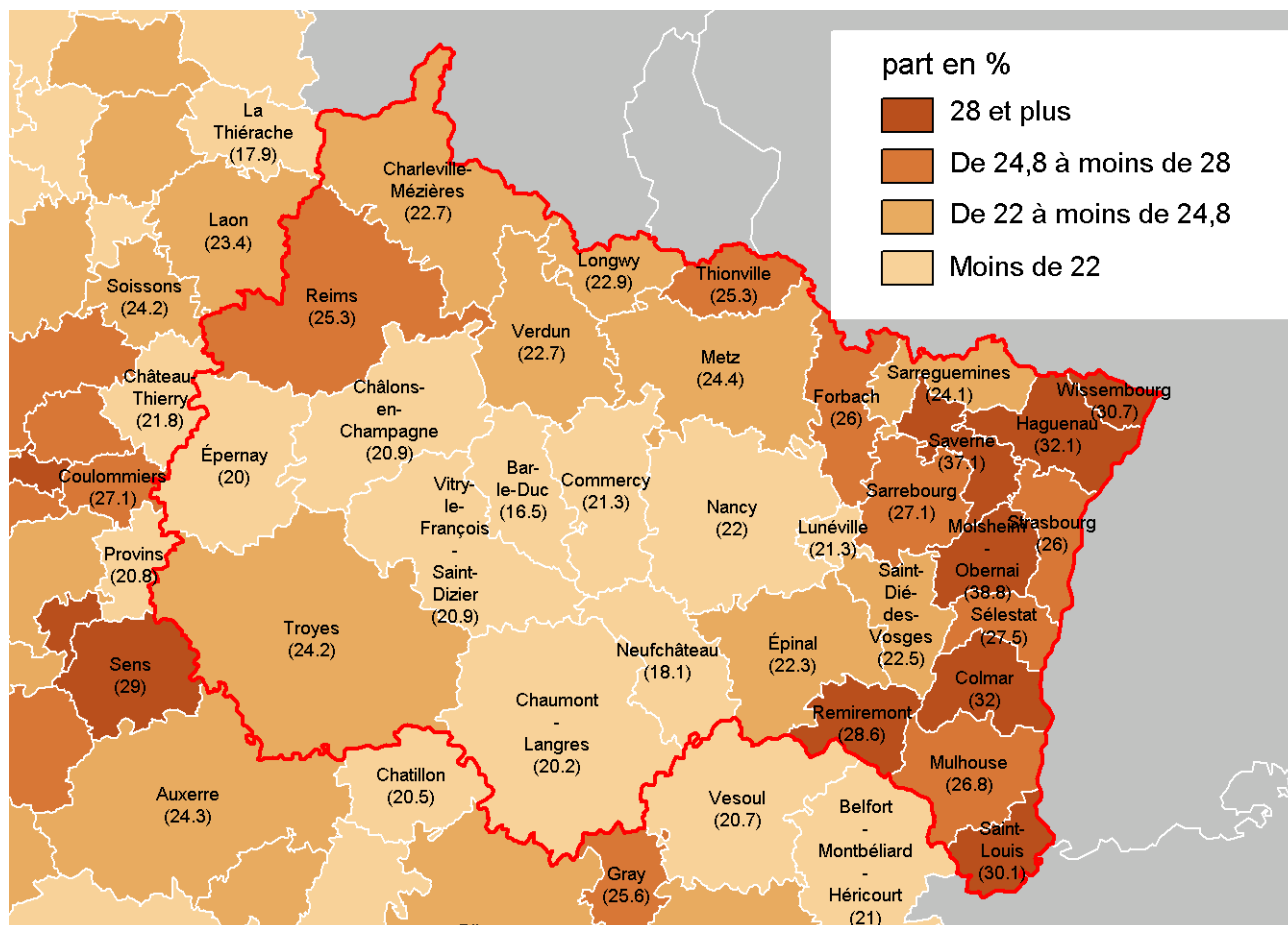 part en %
28 et plus
De 24,8 à moins de 28
De 22 à moins de 24,8
Moins de 22
La
Thiérache
(17.9)
Charleville-
Mézières
(22.7)
Laon
(23.4)
Soissons
(24.2)
Reims
(25.3)
Longwy
(22.9)
Thionville
(25.3)
Verdun
(22.7)
Metz
(24.4)
Forbach
(26)
Sarreguemines
(24.1)
Wissembourg
(30.7)
Haguenau
(32.1)
Saverne
(37.1)
Château-
Thierry
(21.8)
Châlons-
en-
Champagne
(20.9)
Épernay
(20)
Coulommiers
(27.1)
Bar-
le-Duc
(16.5)
Commercy
(21.3)
Vitry-
le-
François
-
Saint-
Dizier
(20.9)
Nancy
(22)
Lunéville
(21.3)
Sarrebourg
(27.1)
Molsheim
-
Obernai
(38.8)
Strasbourg
(26)
Provins
(20.8)
Saint-
Dié-
des-
Vosges
(22.5)
Sélestat
(27.5)
Sens
(29)
Troyes
(24.2)
Neufchâteau
(18.1)
Épinal
(22.3)
Colmar
(32)
Chaumont
-
Langres
(20.2)
Remiremont
(28.6)
Mulhouse
(26.8)
Auxerre
(24.3)
Chatillon
(20.5)
Vesoul
(20.7)
Belfort
-
Montbéliard
-
Héricourt
(21)
Saint-
Louis
(30.1)
Gray
(25.6)